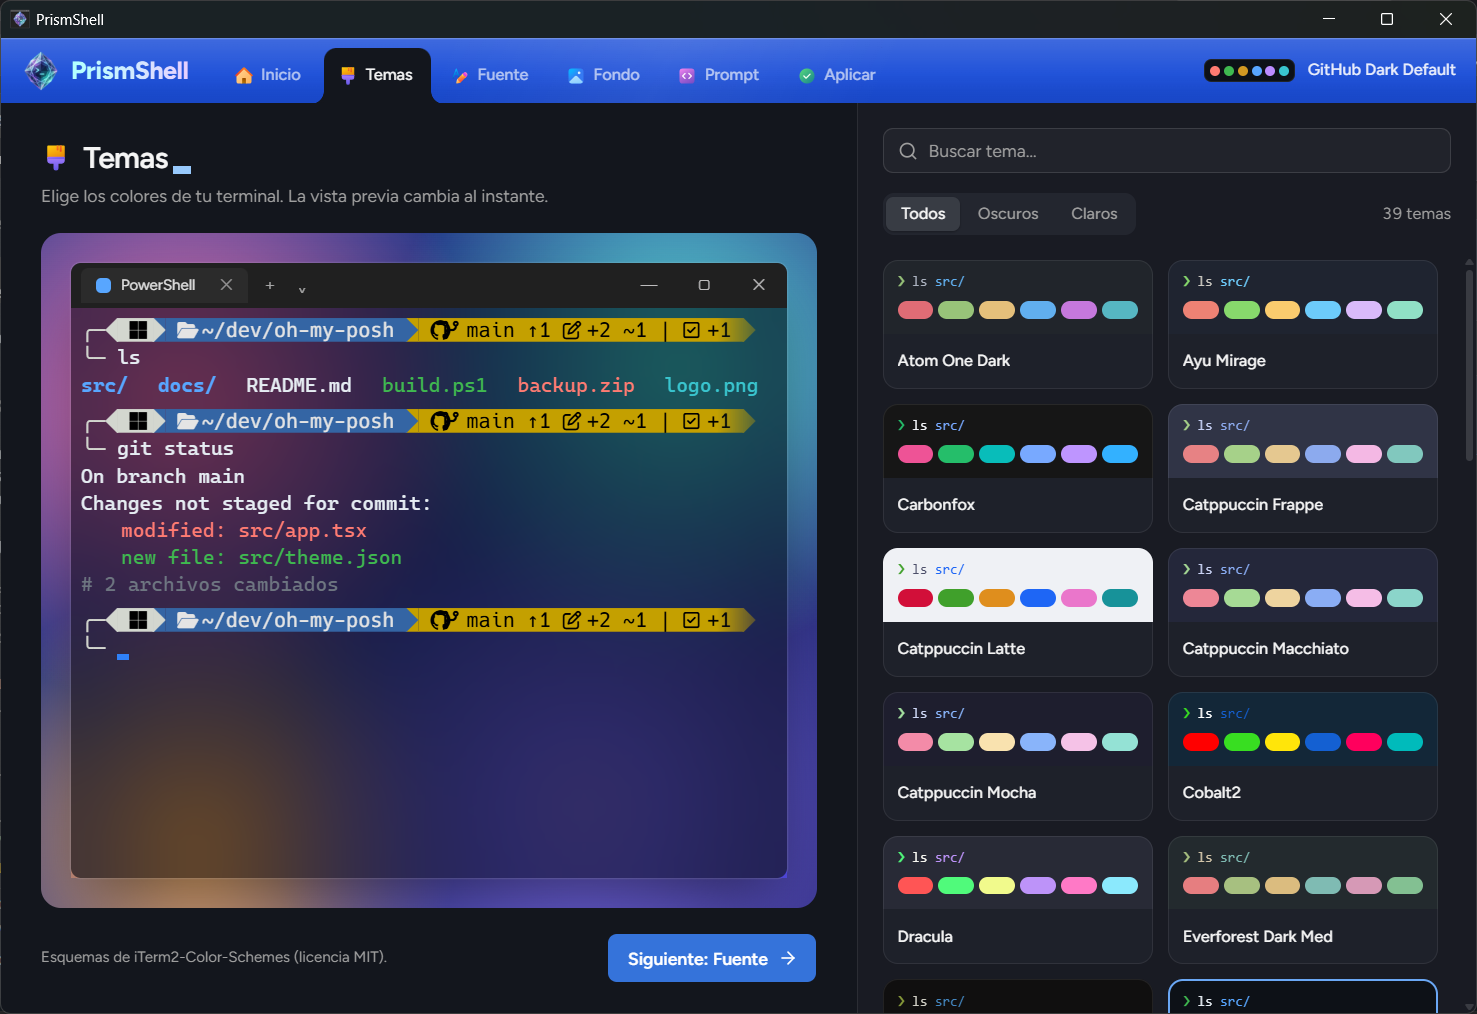 PrismShell
PrismShell
Inicio
Temas
Fuente
Fondo
Prompt
Aplicar
GitHub Dark Default
Temas
Elige los colores de tu terminal. La vista previa cambia al instante.
PowerShell
~/dev/oh-my-posh main ↑1 +2 ~1 | +1
ls
src/ docs/ README.md build.ps1 backup.zip logo.png
~/dev/oh-my-posh main ↑1 +2 ~1 | +1
git status
On branch main
Changes not staged for commit:
modified: src/app.tsx
new file: src/theme.json
# 2 archivos cambiados
~/dev/oh-my-posh main ↑1 +2 ~1 | +1
Esquemas de iTerm2-Color-Schemes (licencia MIT).
Siguiente: Fuente →
Buscar tema...
Todos
Oscuros
Claros
39 temas
❯ ls src/
Atom One Dark
❯ ls src/
Ayu Mirage
❯ ls src/
Carbonfox
❯ ls src/
Catppuccin Frappe
❯ ls src/
Catppuccin Latte
❯ ls src/
Catppuccin Macchiato
❯ ls src/
Catppuccin Mocha
❯ ls src/
Cobalt2
❯ ls src/
Dracula
❯ ls src/
Everforest Dark Med
❯ ls src/
❯ ls src/